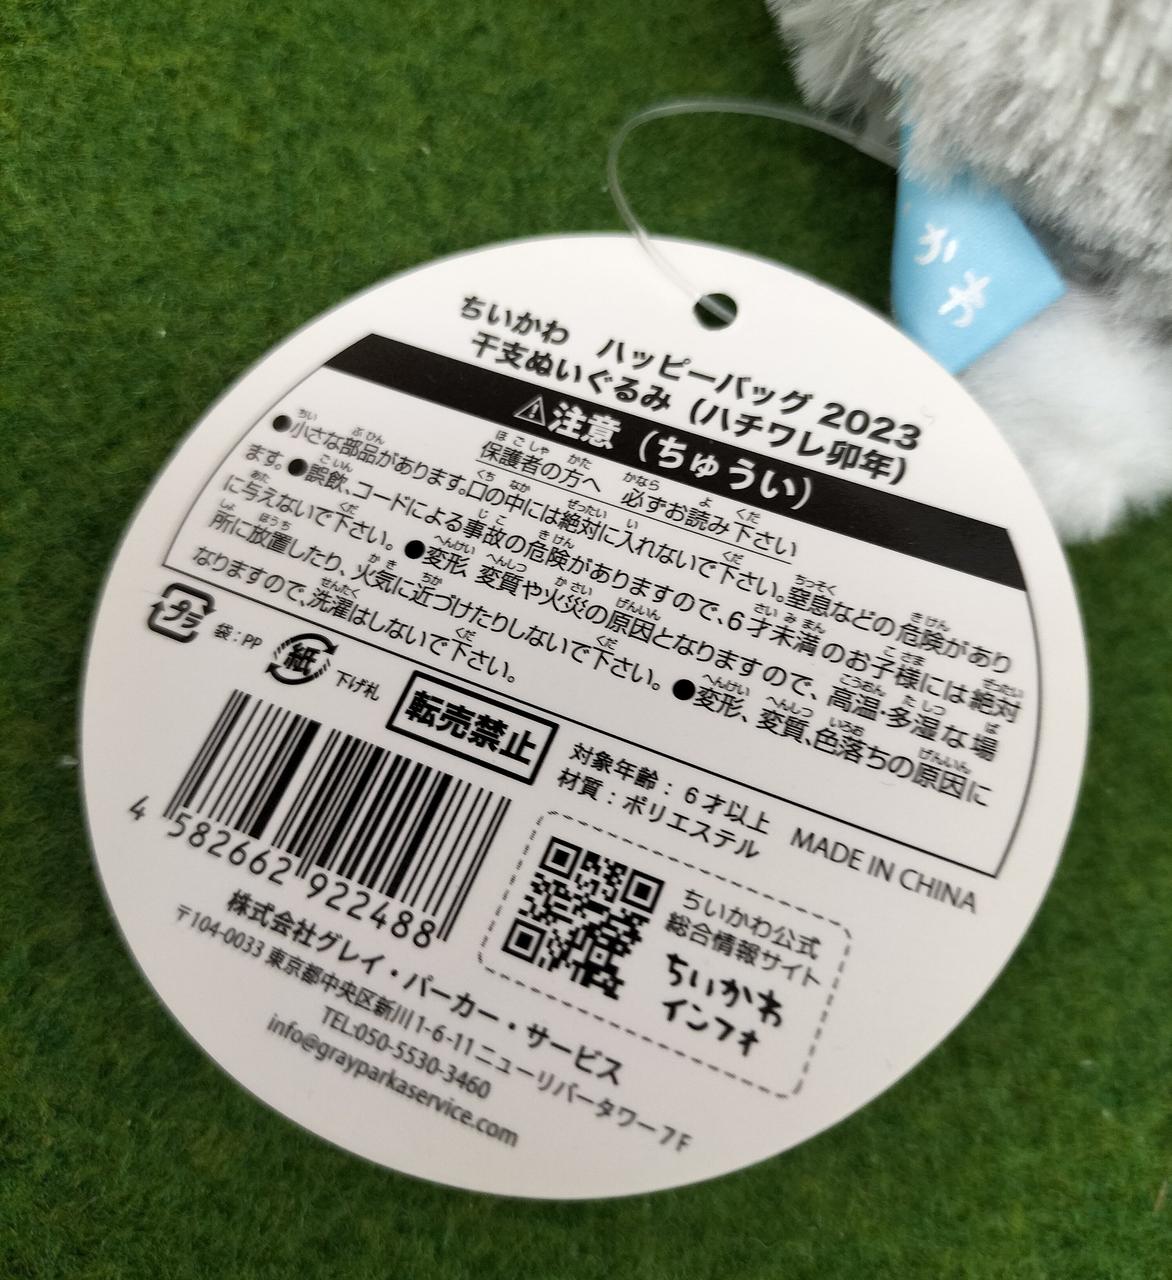 ちいかわ ハッピーバッグ 2023
干支ぬいぐるみ (ハチワレ卯年)
⚠注意(ちゅうい)
保護者の方へ 必ずお読み下さい
●小さな部品があります。口の中には絶対に入れないで下さい。窒息などの危険があり
ます。●誤飲、コードによる事故の危険がありますので、6才未満のお子様には絶対
に与えないで下さい。●変形、変質や火災の原因となりますので、高温・多湿な場
所に放置したり、火気に近づけたりしないで下さい。●変形、変質、色落ちの原因に
なりますので、洗濯はしないで下さい。
プラ 袋:PP 紙 下げ札
転売禁止
対象年齢:6才以上
材質:ポリエステル
MADE IN CHINA
4 582662 922488
ちいかわ公式
総合情報サイト
ちいかわ
インフォ
株式会社グレイ・パーカー・サービス
〒104-0033 東京都中央区新川1-6-11ニューリバータワー7F
TEL:050-5530-3460
info@grayparkaservice.com
かわ